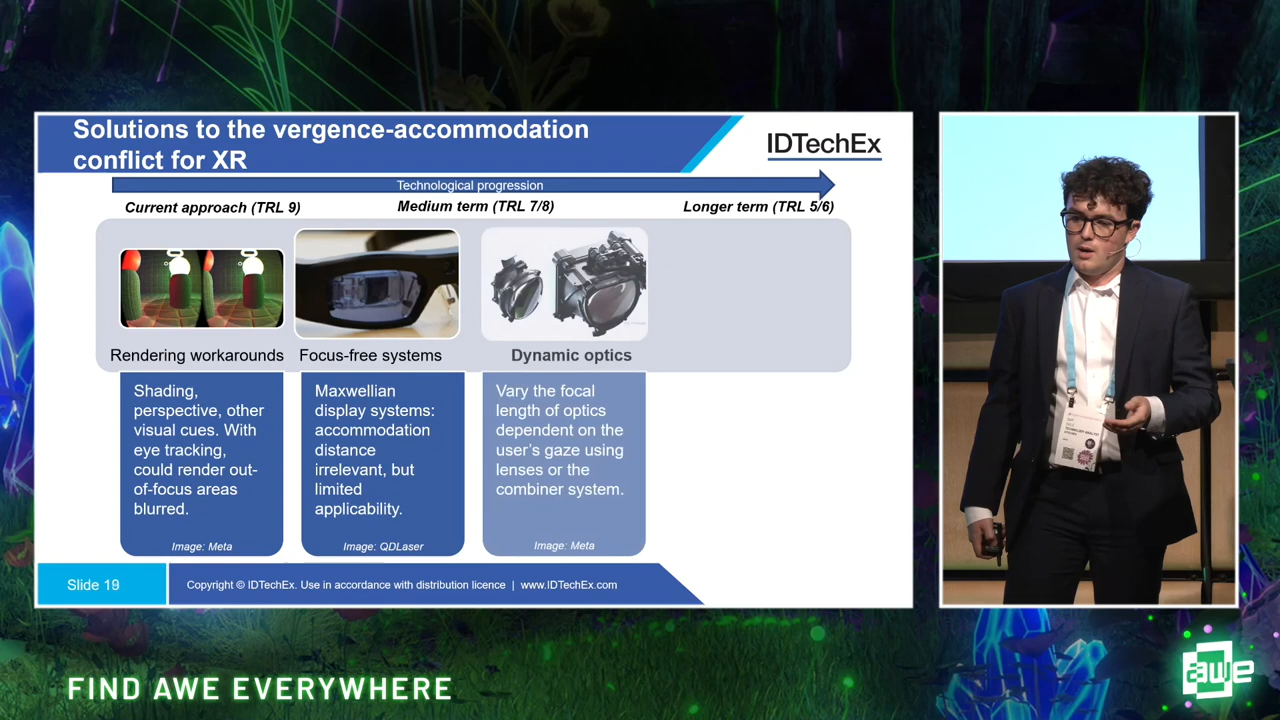 Solutions to the vergence-accommodation
conflict for XR
IDTechEx
Technological progression
Current approach (TRL 9)
Medium term (TRL 7/8)
Longer term (TRL 5/6)
Rendering workarounds
Focus-free systems
Dynamic optics
Shading,
perspective, other
visual cues. With
eye tracking,
could render out-
of-focus areas
blurred.
Image: Meta
Maxwellian
display systems:
accommodation
distance
irrelevant, but
limited
applicability.
Image: QDLaser
Vary the focal
length of optics
dependent on the
user's gaze using
lenses or the
combiner system.
Image: Meta
Slide 19
Copyright © IDTechEx. Use in accordance with distribution licence | www.IDTechEx.com
FIND AWE EVERYWHERE
awe